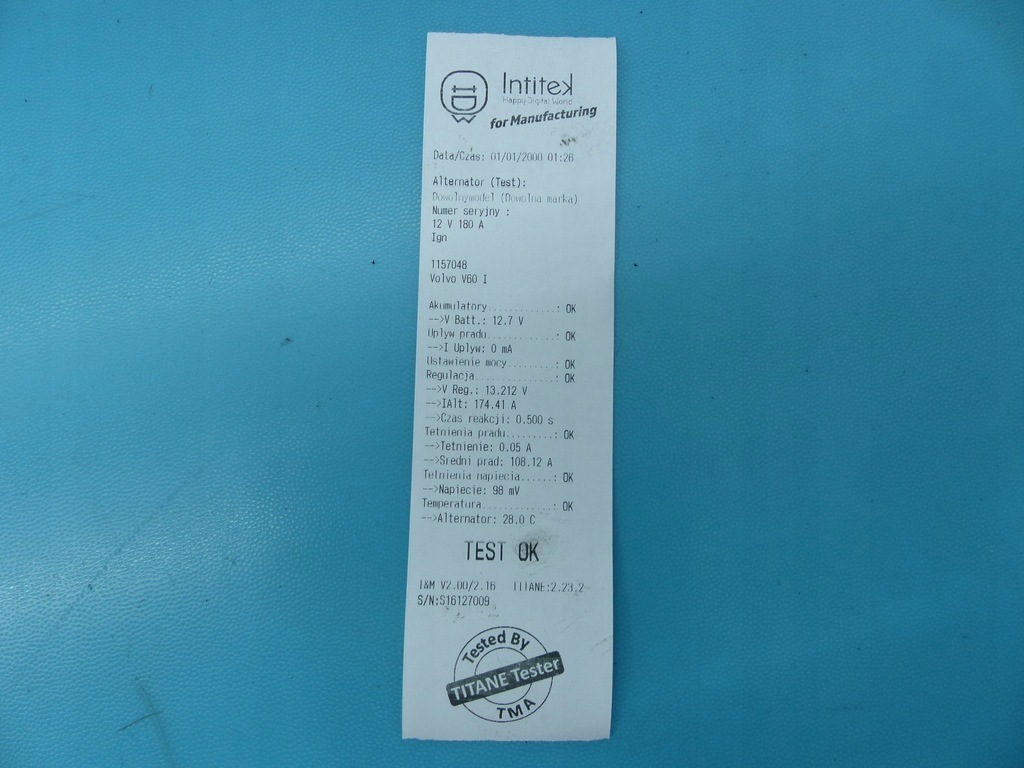 Intitek
Happy Digital World
for Manufacturing
Data/Czas: 01/01/2000 01:26
Alternator (Test):
Dowolnymodel (Dowolna marka)
Numer seryjny :
12 V 180 A
Ign
1157048
Volvo V60 I
Akumulatory..........: OK
-->V Batt.: 12.7 V
Uplyw pradu..........: OK
-->I Uplyw: 0 mA
Ustawienie mocy.......: OK
Regulacja............: OK
-->V Reg.: 13.212 V
-->IAlt: 174.41 A
-->Czas reakcji: 0.500 s
Tetnienia pradu.......: OK
-->Tetnienie: 0.05 A
-->Sredni prad: 108.12 A
Tetnienia napiecia.....: OK
-->Napiecie: 98 mV
Temperatura..........: OK
-->Alternator: 28.0 C
TEST OK
I&M V2.00/2.16 TITANE:2.23.2
S/N:S16127009
Tested By
TITANE Tester
TMA